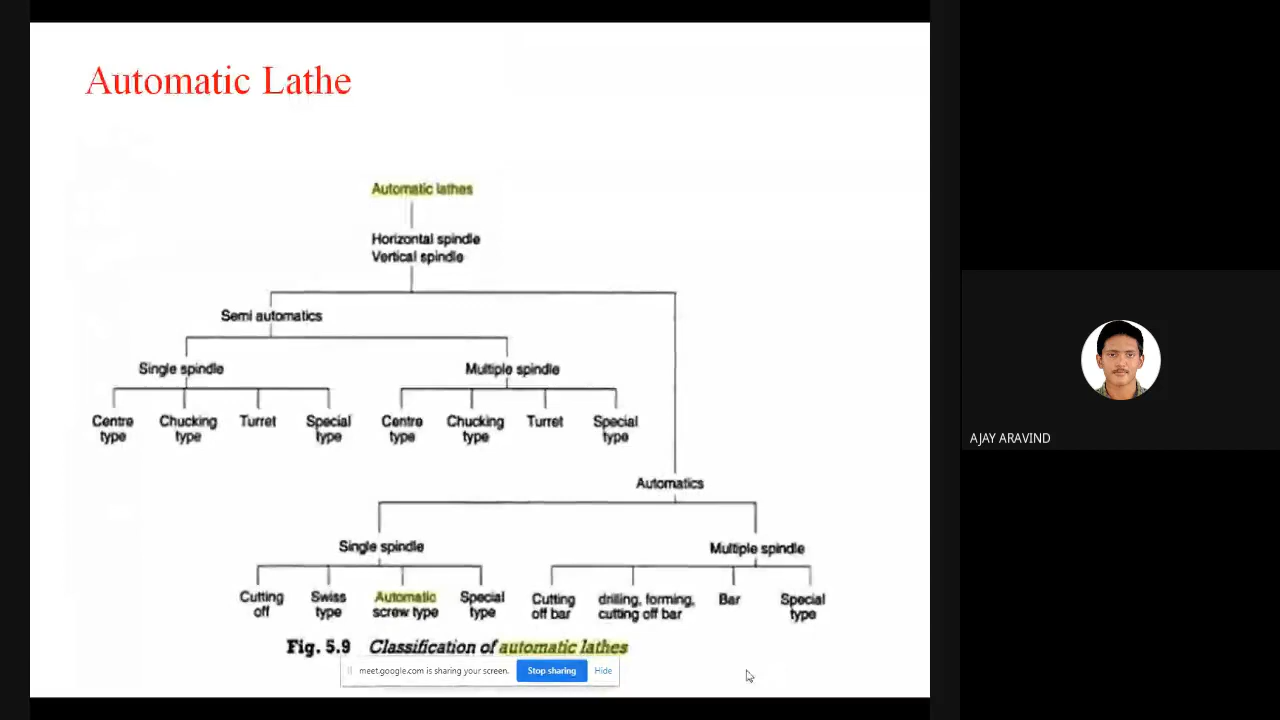 Automatic Lathe
Automatic lathes
Horizontal spindle
Vertical spindle
Semi automatics
Single spindle
Multiple spindle
Centre type
Chucking type
Turret
Special type
Centre type
Chucking type
Turret
Special type
Automatics
Single spindle
Multiple spindle
Cutting off
Swiss type
Automatic screw type
Special type
Cutting off bar
drilling, forming, cutting off bar
Bar
Special type
Fig. 5.9 Classification of automatic lathes
meet.google.com is sharing your screen.
Stop sharing
Hide
AJAY ARAVIND